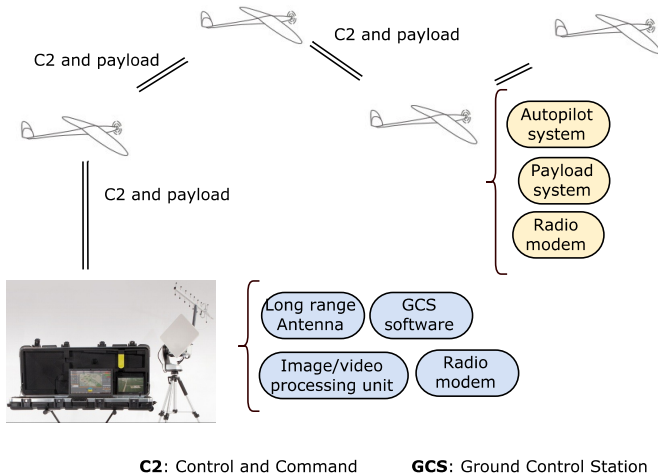 C2 and payload
C2 and payload
C2 and payload
Autopilot
system
Payload
system
Radio
modem
Long range
Antenna
GCS
software
Image/video
processing unit
Radio
modem
C2: Control and Command
GCS: Ground Control Station